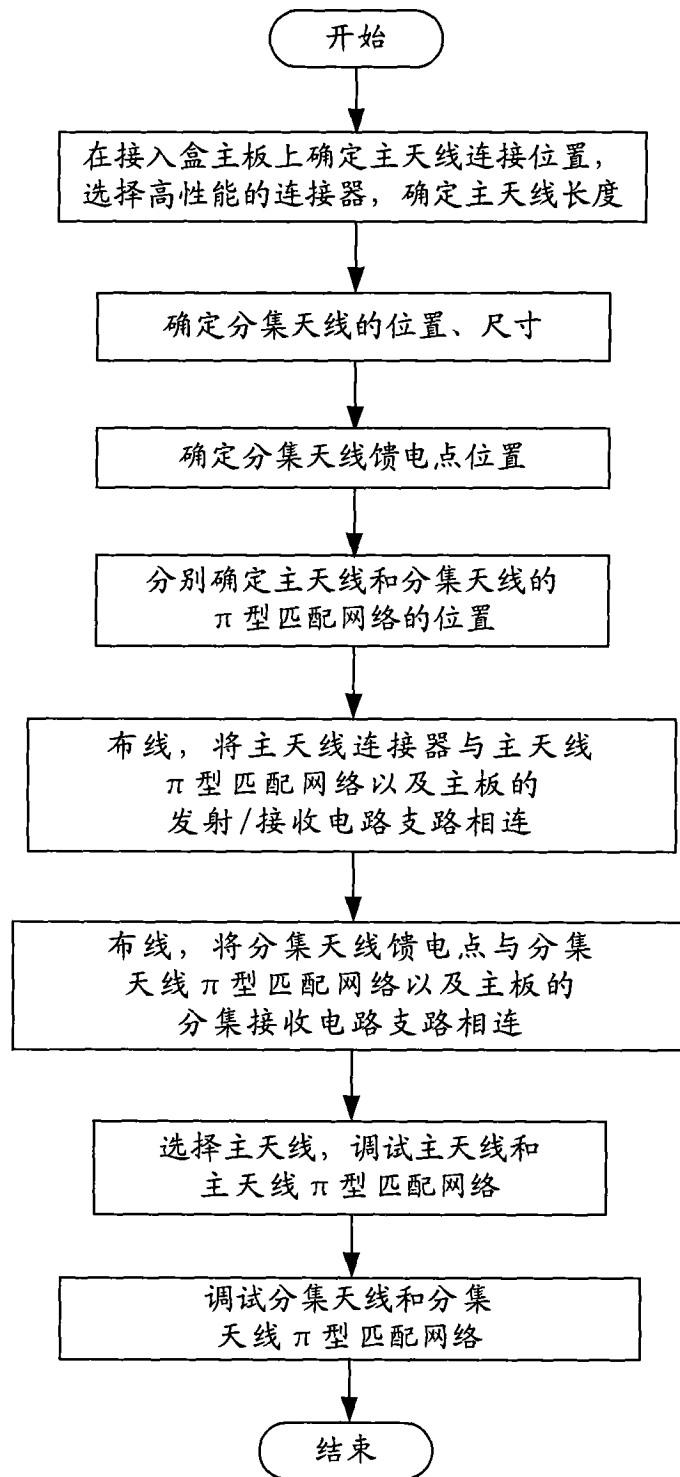 开始
在接入盒主板上确定主天线连接位置，
选择高性能的连接器，确定主天线长度
确定分集天线的位置、尺寸
确定分集天线馈电点位置
分别确定主天线和分集天线的
π型匹配网络的位置
布线，将主天线连接器与主天线
π型匹配网络以及主板的
发射/接收电路支路相连
布线，将分集天线馈电点与分集
天线π型匹配网络以及主板的
分集接收电路支路相连
选择主天线，调试主天线和
主天线π型匹配网络
调试分集天线和分集
天线π型匹配网络
结束